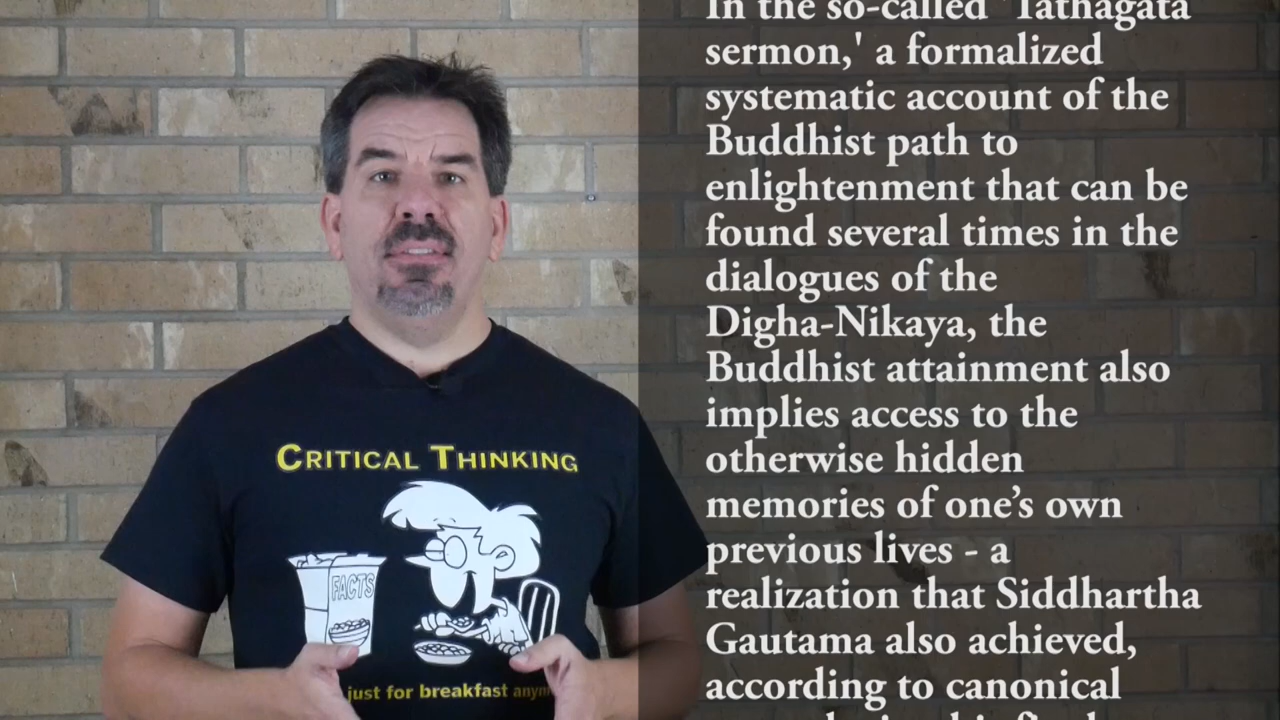 In the so-called 'Tathagata
sermon,' a formalized
systematic account of the
Buddhist path to
enlightenment that can be
found several times in the
dialogues of the
Digha-Nikaya, the
Buddhist attainment also
implies access to the
otherwise hidden
memories of one’s own
previous lives - a
realization that Siddhartha
Gautama also achieved,
according to canonical
CRITICAL THINKING
FACTS
just for breakfast